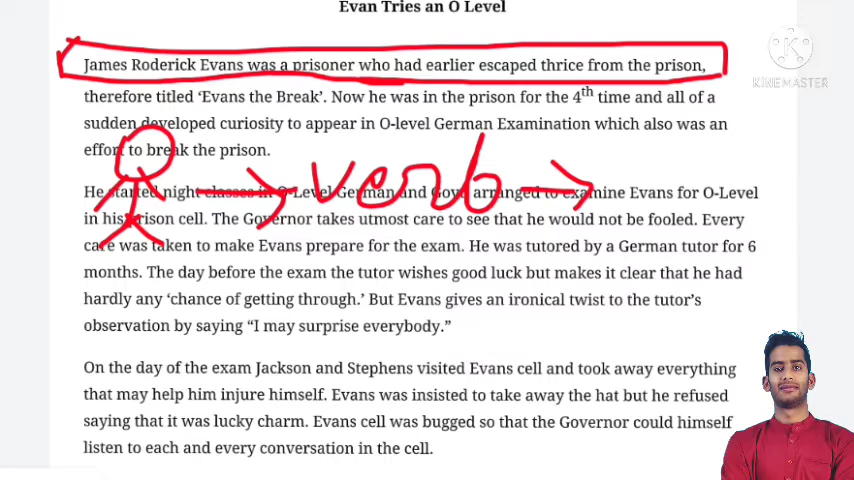 Evan Tries an O Level
James Roderick Evans was a prisoner who had earlier escaped thrice from the prison,
therefore titled ‘Evans the Break’. Now he was in the prison for the 4th time and all of a
sudden developed curiosity to appear in O-level German Examination which also was an
effort to break the prison.
He started night classes in O-Level German and Govt arranged to examine Evans for O-Level
verb
in his prison cell. The Governor takes utmost care to see that he would not be fooled. Every
care was taken to make Evans prepare for the exam. He was tutored by a German tutor for 6
months. The day before the exam the tutor wishes good luck but makes it clear that he had
hardly any ‘chance of getting through.’ But Evans gives an ironical twist to the tutor’s
observation by saying “I may surprise everybody.”
On the day of the exam Jackson and Stephens visited Evans cell and took away everything
that may help him injure himself. Evans was insisted to take away the hat but he refused
saying that it was lucky charm. Evans cell was bugged so that the Governor could himself
listen to each and every conversation in the cell.
K
KINEMASTER